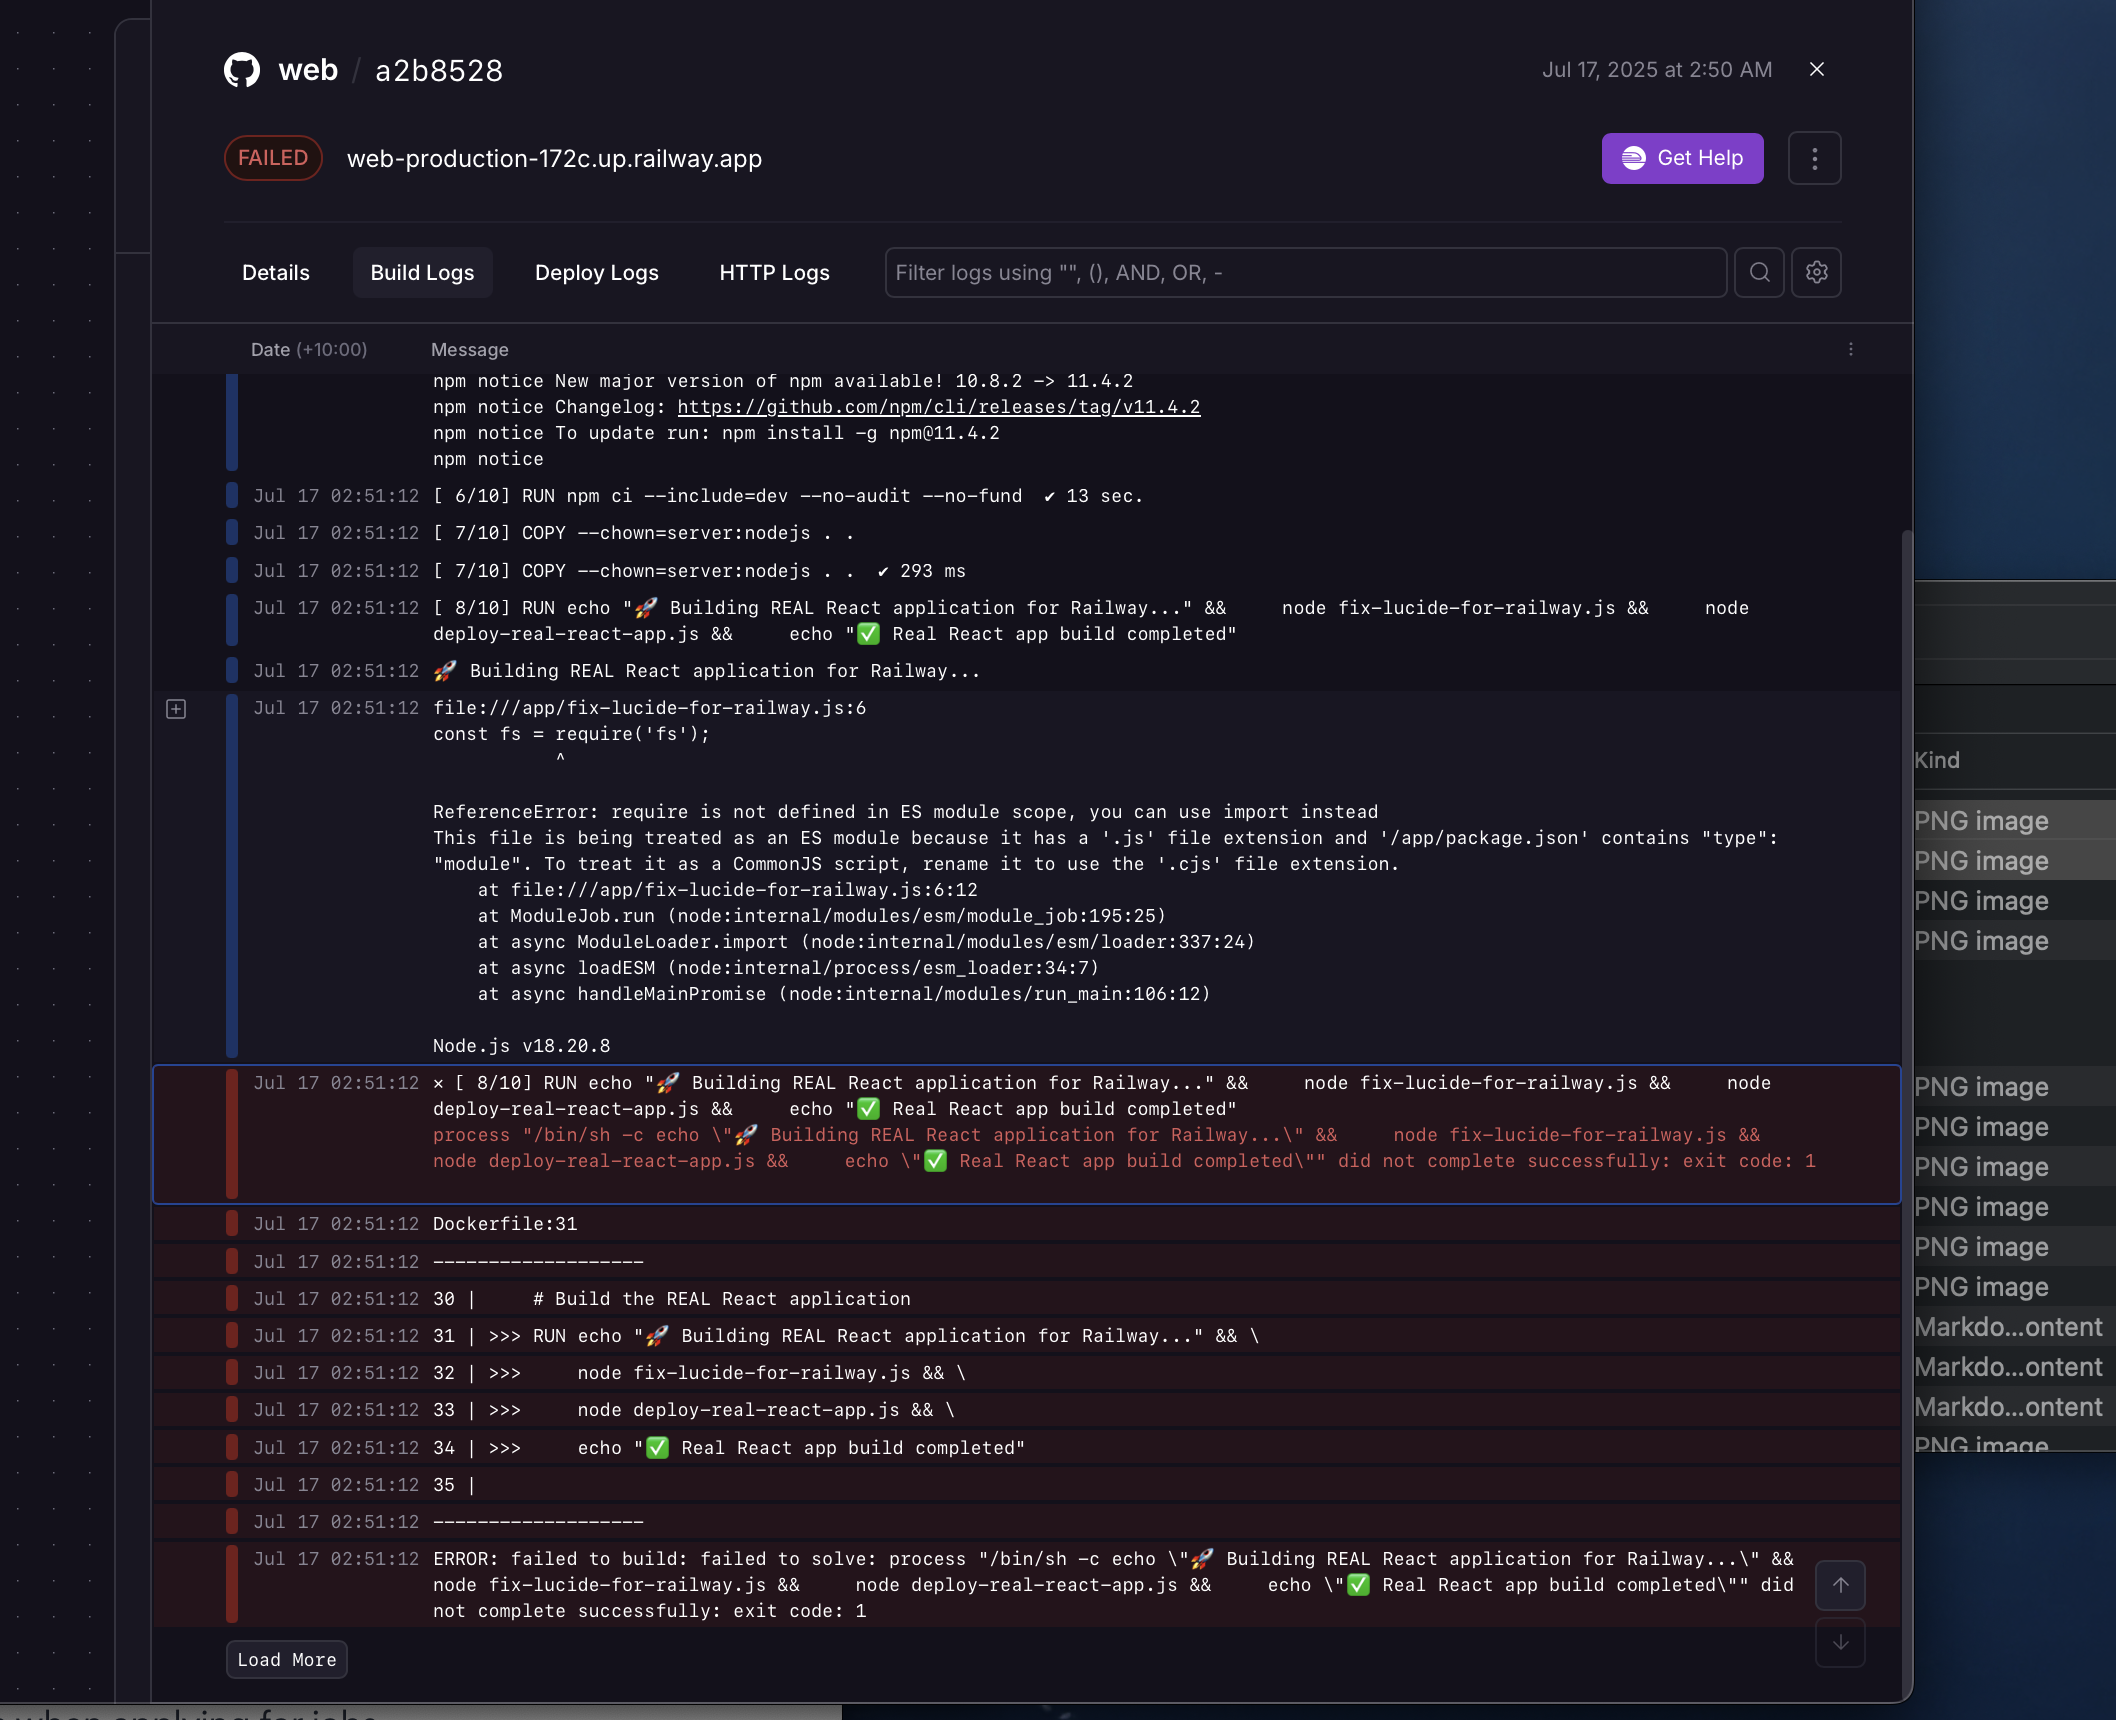 web / a2b8528
Jul 17, 2025 at 2:50 AM
FAILED
web-production-172c.up.railway.app
Get Help
Details
Build Logs
Deploy Logs
HTTP Logs
Filter logs using "", (), AND, OR, -
Date (+10:00)
Message
npm notice New major version of npm available! 10.8.2 -> 11.4.2
npm notice Changelog: https://github.com/npm/cli/releases/tag/v11.4.2
npm notice To update run: npm install -g npm@11.4.2
npm notice
Jul 17 02:51:12 [ 6/10] RUN npm ci --include=dev --no-audit --no-fund ✔ 13 sec.
Jul 17 02:51:12 [ 7/10] COPY --chown=server:nodejs . .
Jul 17 02:51:12 [ 7/10] COPY --chown=server:nodejs . . ✔ 293 ms
Jul 17 02:51:12 [ 8/10] RUN echo "🚀 Building REAL React application for Railway..." &&     node fix-lucide-for-railway.js &&     node
deploy-real-react-app.js &&     echo "✅ Real React app build completed"
Jul 17 02:51:12 🚀 Building REAL React application for Railway...
Jul 17 02:51:12 file:///app/fix-lucide-for-railway.js:6
const fs = require('fs');
^
ReferenceError: require is not defined in ES module scope, you can use import instead
This file is being treated as an ES module because it has a '.js' file extension and '/app/package.json' contains "type":
"module". To treat it as a CommonJS script, rename it to use the '.cjs' file extension.
at file:///app/fix-lucide-for-railway.js:6:12
at ModuleJob.run (node:internal/modules/esm/module_job:195:25)
at async ModuleLoader.import (node:internal/modules/esm/loader:337:24)
at async loadESM (node:internal/process/esm_loader:34:7)
at async handleMainPromise (node:internal/modules/run_main:106:12)
Node.js v18.20.8
Jul 17 02:51:12 × [ 8/10] RUN echo "🚀 Building REAL React application for Railway..." &&     node fix-lucide-for-railway.js &&     node
deploy-real-react-app.js &&     echo "✅ Real React app build completed"
process "/bin/sh -c echo \"🚀 Building REAL React application for Railway...\" &&     node fix-lucide-for-railway.js &&
node deploy-real-react-app.js &&     echo \"✅ Real React app build completed\"" did not complete successfully: exit code: 1
Jul 17 02:51:12 Dockerfile:31
Jul 17 02:51:12 -------------------
Jul 17 02:51:12 30 |     # Build the REAL React application
Jul 17 02:51:12 31 | >>> RUN echo "🚀 Building REAL React application for Railway..." && \
Jul 17 02:51:12 32 | >>>     node fix-lucide-for-railway.js && \
Jul 17 02:51:12 33 | >>>     node deploy-real-react-app.js && \
Jul 17 02:51:12 34 | >>>     echo "✅ Real React app build completed"
Jul 17 02:51:12 35 |
Jul 17 02:51:12 -------------------
Jul 17 02:51:12 ERROR: failed to build: failed to solve: process "/bin/sh -c echo \"🚀 Building REAL React application for Railway...\" &&
node fix-lucide-for-railway.js &&     node deploy-real-react-app.js &&     echo \"✅ Real React app build completed\"" did
not complete successfully: exit code: 1
Load More
Kind
PNG image
PNG image
PNG image
PNG image
PNG image
PNG image
PNG image
PNG image
PNG image
PNG image
Markdo...ontent
Markdo...ontent
Markdo...ontent
PNG image
when applying for jobs